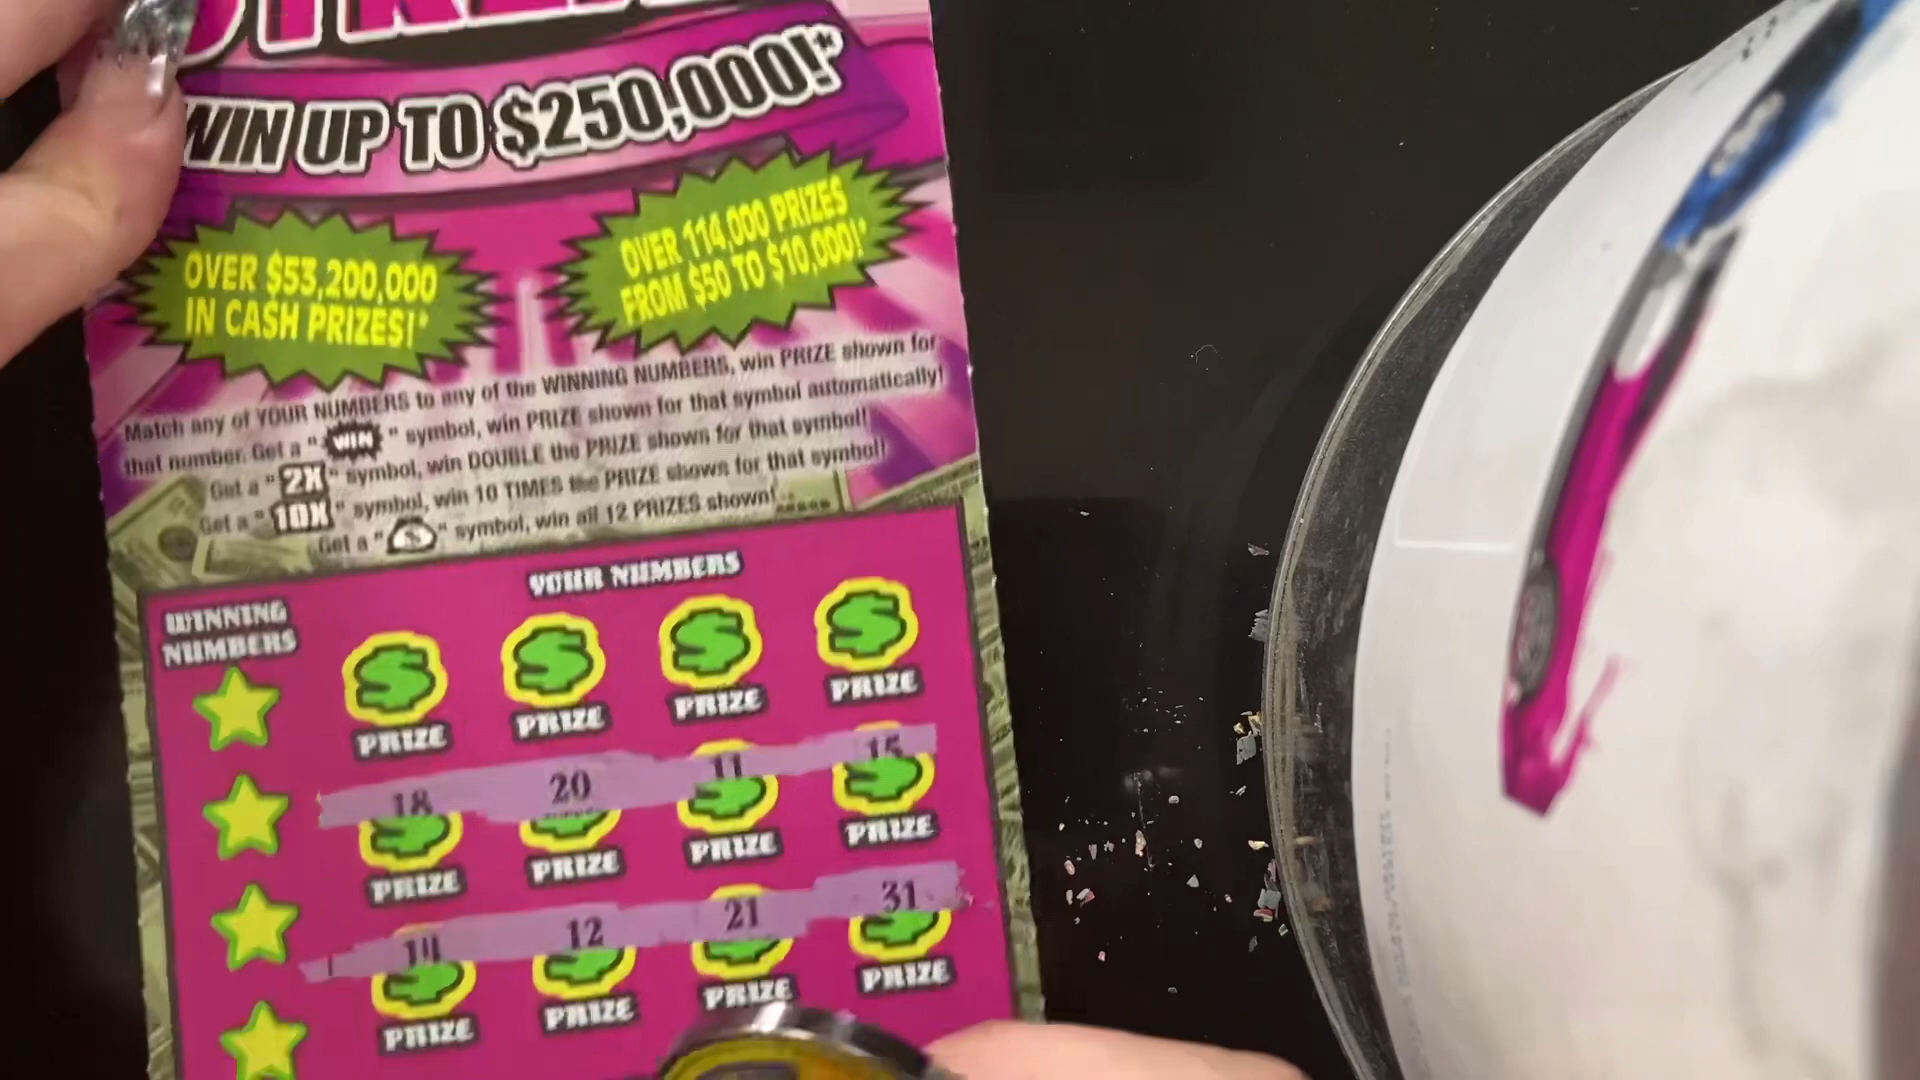 WIN UP TO $250,000!*
OVER $53,200,000
IN CASH PRIZES!*
OVER 114,000 PRIZES
FROM $50 TO $10,000!*
Match any of YOUR NUMBERS to any of the WINNING NUMBERS, win PRIZE shown for
that number. Get a "WIN" symbol, win PRIZE shown for that symbol automatically!
Get a "2X" symbol, win DOUBLE the PRIZE shows for that symbol!
Get a "10X" symbol, win 10 TIMES the PRIZE shows for that symbol!
Get a "$" symbol, win all 12 PRIZES shown!
WINNING
NUMBERS
YOUR NUMBERS
PRIZE PRIZE PRIZE PRIZE
18 20 11 15
PRIZE PRIZE PRIZE PRIZE
12 21 31
PRIZE PRIZE PRIZE PRIZE